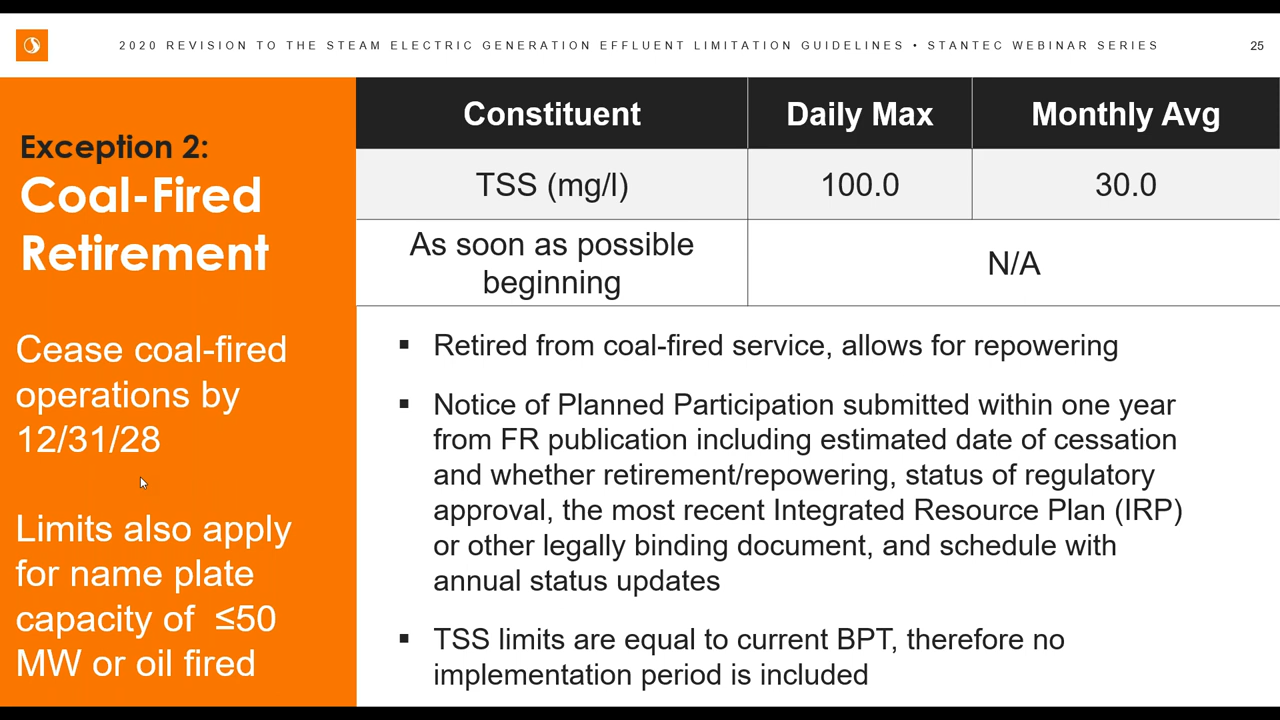 2020 REVISION TO THE STEAM ELECTRIC GENERATION EFFLUENT LIMITATION GUIDELINES • STANTEC WEBINAR SERIES 25
Exception 2:
Coal-Fired
Retirement
Cease coal-fired
operations by
12/31/28
Limits also apply
for name plate
capacity of ≤50
MW or oil fired
Constituent Daily Max Monthly Avg
TSS (mg/l) 100.0 30.0
As soon as possible
beginning
N/A
▪ Retired from coal-fired service, allows for repowering
▪ Notice of Planned Participation submitted within one year
from FR publication including estimated date of cessation
and whether retirement/repowering, status of regulatory
approval, the most recent Integrated Resource Plan (IRP)
or other legally binding document, and schedule with
annual status updates
▪ TSS limits are equal to current BPT, therefore no
implementation period is included